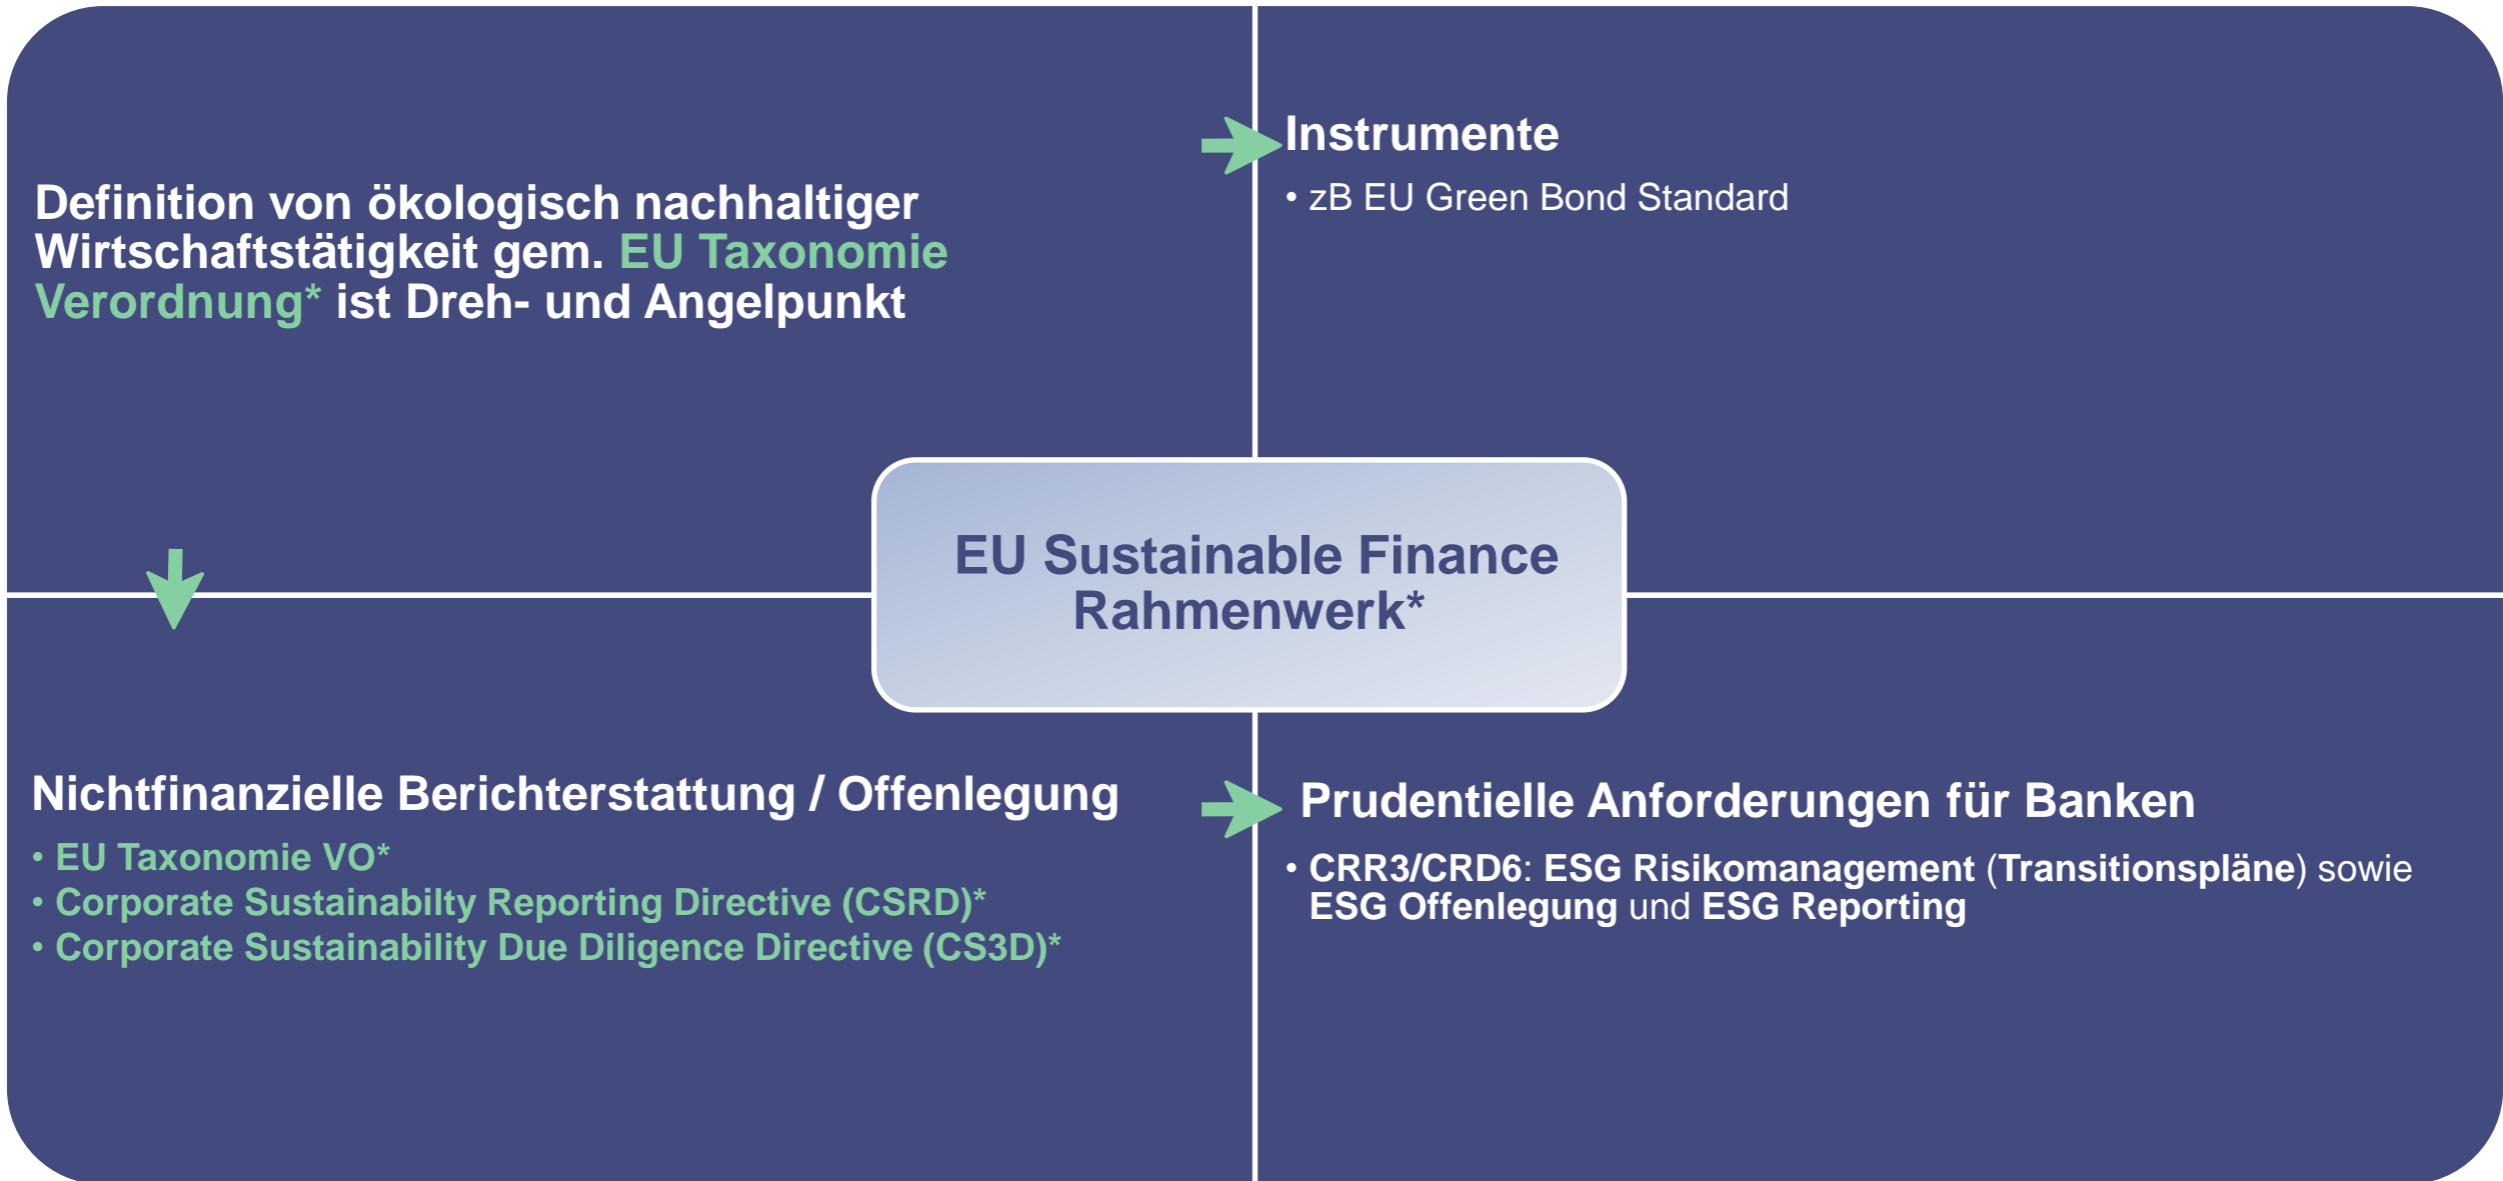 Definition von ökologisch nachhaltiger
Wirtschaftstätigkeit gem. EU Taxonomie
Verordnung* ist Dreh- und Angelpunkt
Instrumente
• zB EU Green Bond Standard
EU Sustainable Finance
Rahmenwerk*
Nichtfinanzielle Berichterstattung / Offenlegung
• EU Taxonomie VO*
• Corporate Sustainabilty Reporting Directive (CSRD)*
• Corporate Sustainability Due Diligence Directive (CS3D)*
Prudentielle Anforderungen für Banken
• CRR3/CRD6: ESG Risikomanagement (Transitionspläne) sowie
ESG Offenlegung und ESG Reporting